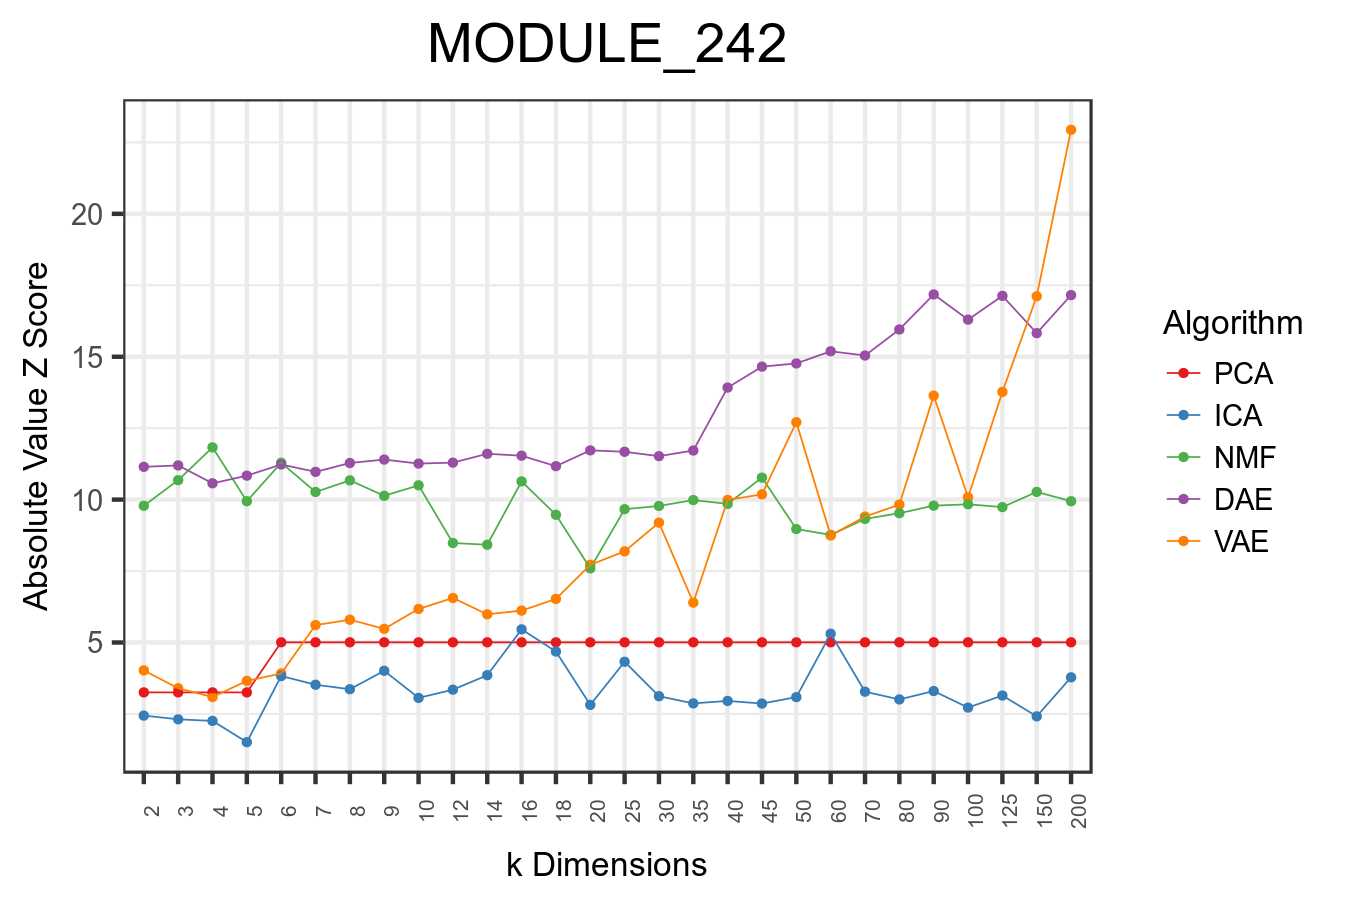 MODULE_242
Absolute Value Z Score
20
15
10
5
2 3 4 5 6 7 8 9 10 12 14 16 18 20 25 30 35 40 45 50 60 70 80 90 100 125 150 200
k Dimensions
Algorithm
PCA
ICA
NMF
DAE
VAE